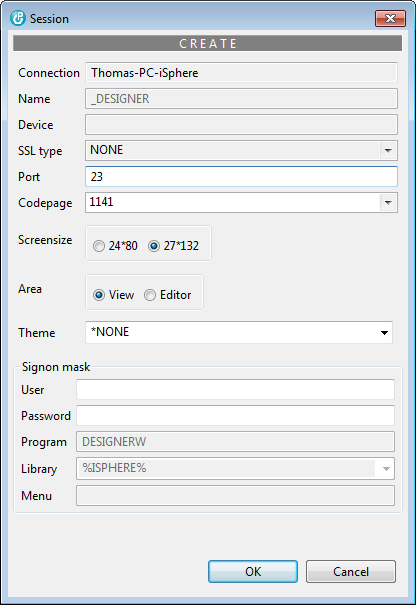 Session
CREATE
Connection Thomas-PC-iSphere
Name _DESIGNER
Device
SSL type NONE
Port 23
Codepage 1141
Screensize 24*80 27*132
Area View Editor
Theme *NONE
Signon mask
User
Password
Program DESIGNERW
Library %ISPHERE%
Menu
OK Cancel